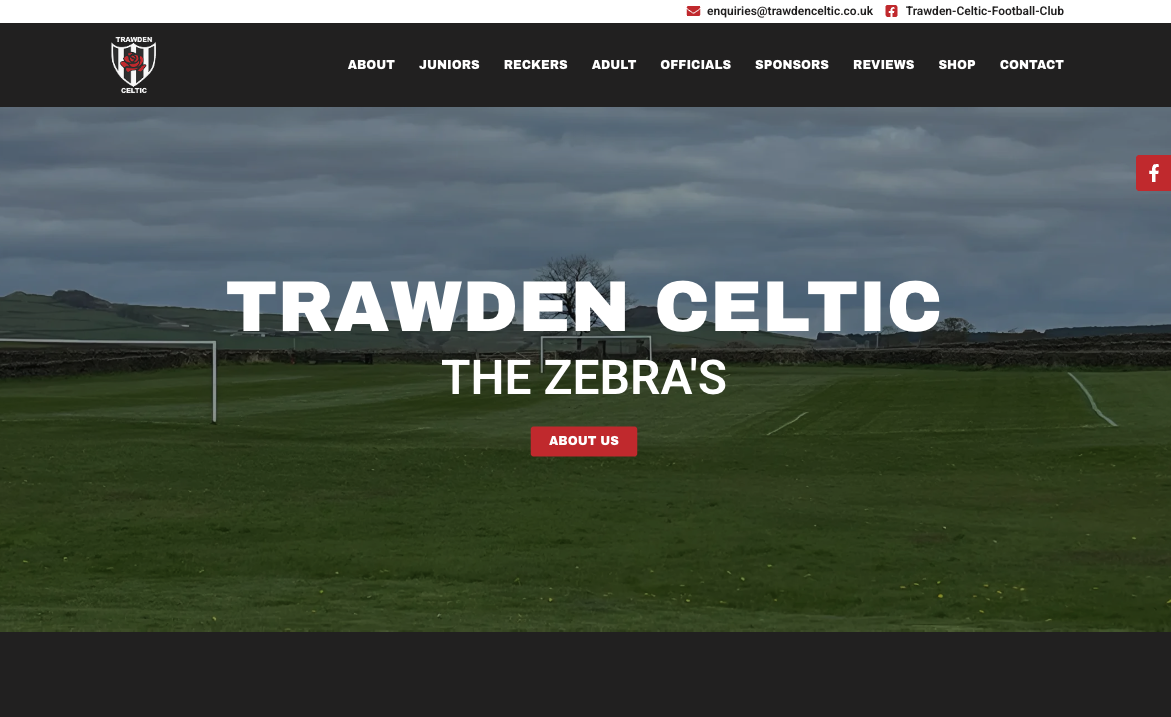 enquiries@trawdenceltic.co.uk Trawden-Celtic-Football-Club
TRAWDEN
CELTIC
ABOUT JUNIORS RECKERS ADULT OFFICIALS SPONSORS REVIEWS SHOP CONTACT
TRAWDEN CELTIC
THE ZEBRA'S
ABOUT US